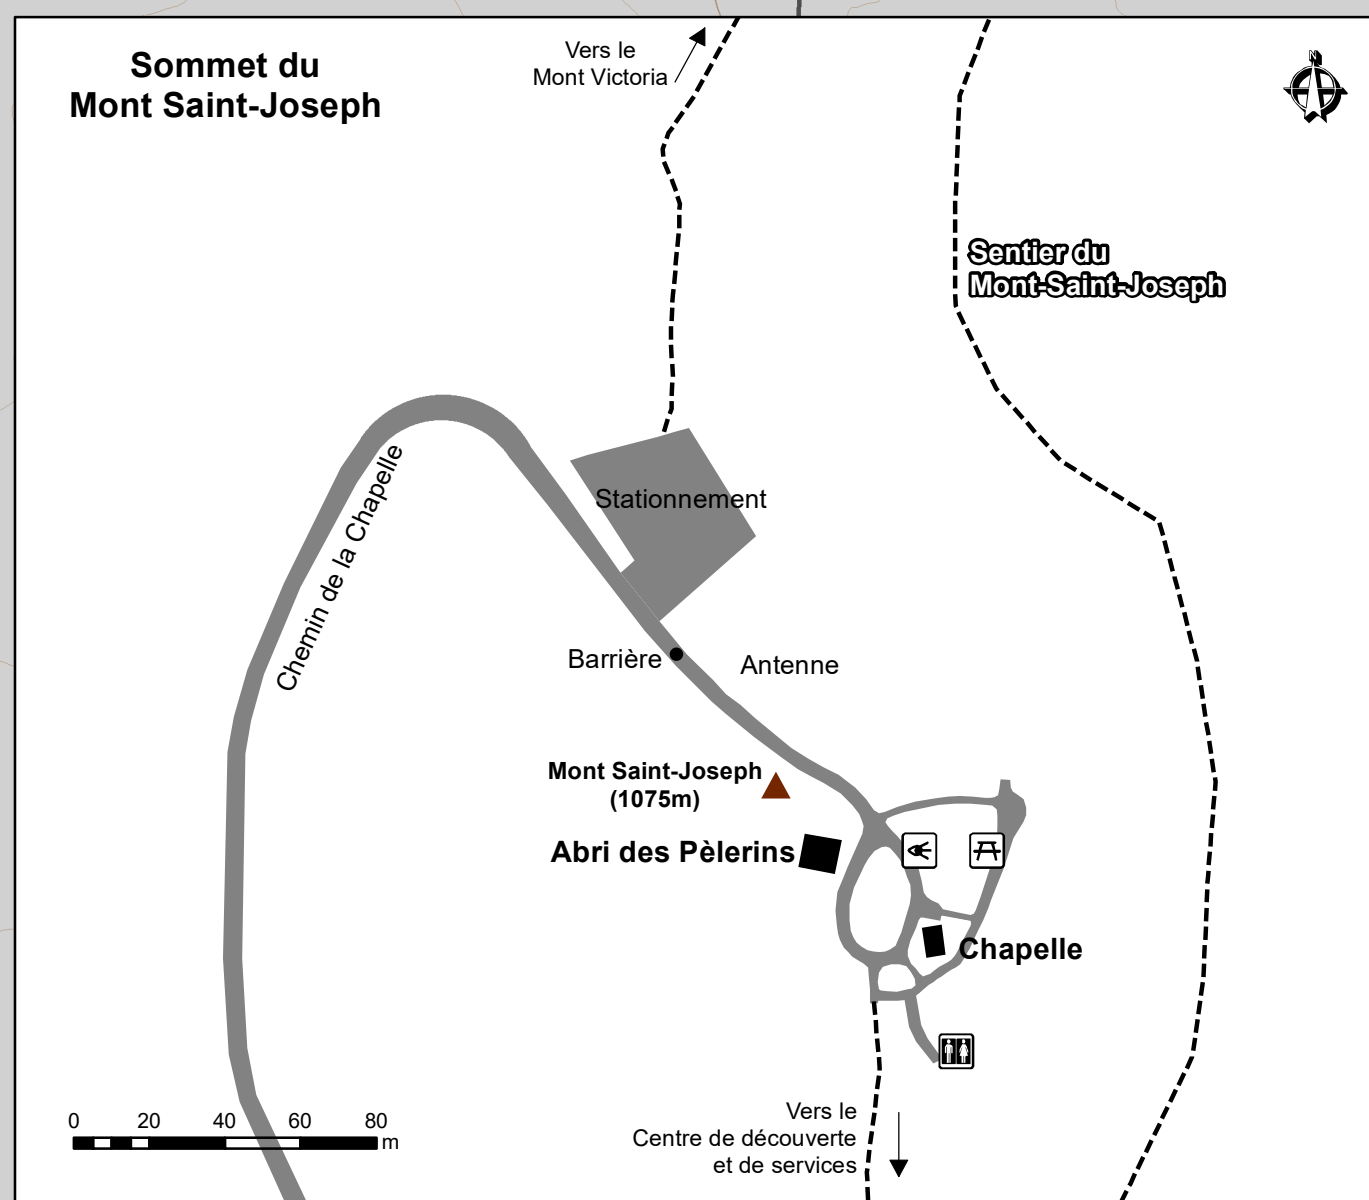 Sommet du
Mont Saint-Joseph
Vers le
Mont Victoria
N
Sentier du
Mont-Saint-Joseph
Chemin de la Chapelle
Stationnement
Barrière
Antenne
Mont Saint-Joseph
(1075m)
Abri des Pèlerins
Chapelle
Vers le
Centre de découverte
et de services
0 20 40 60 80
m